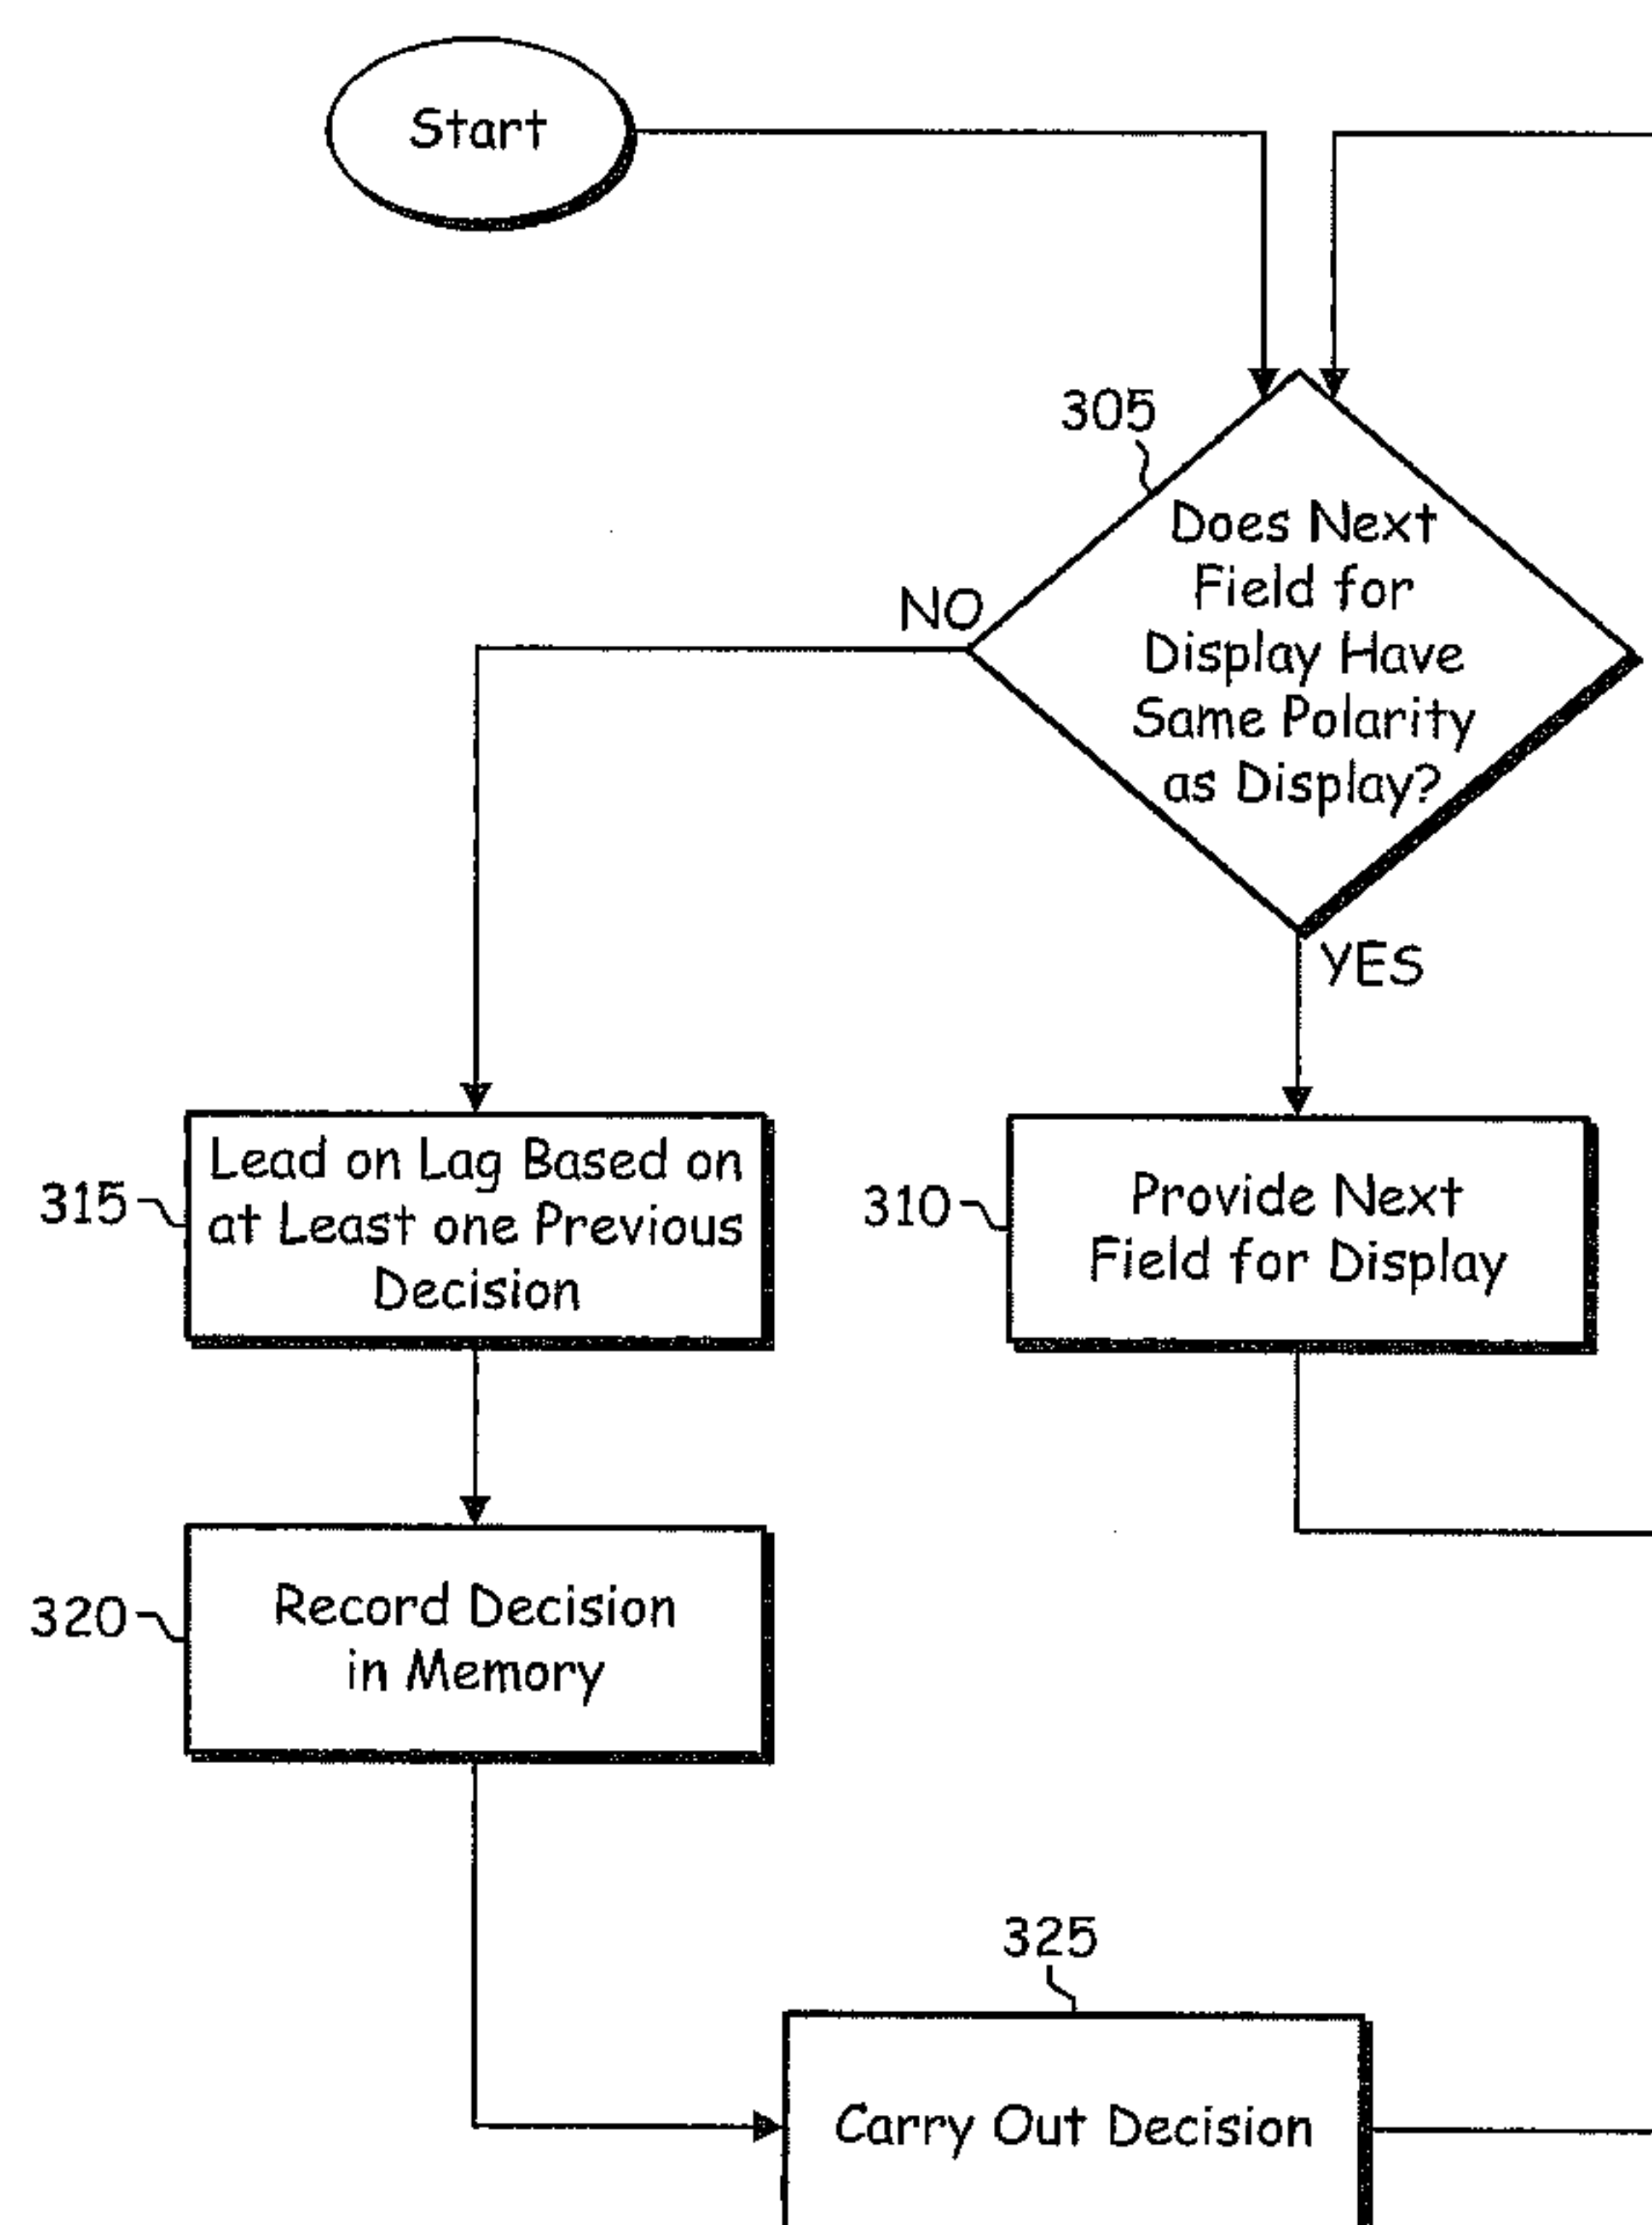 Start
305
Does Next
Field for
Display Have
Same Polarity
as Display?
NO
YES
315
Lead on Lag Based on
at Least one Previous
Decision
310
Provide Next
Field for Display
320
Record Decision
in Memory
325
Carry Out Decision